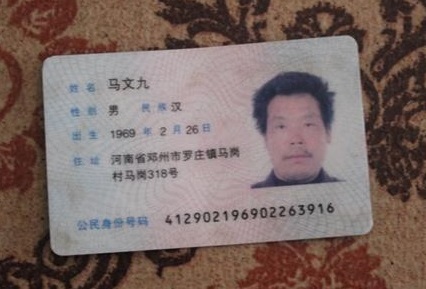 姓名 马文九
性别 男 民族 汉
出生 1969 年 2 月 26 日
住址 河南省邓州市罗庄镇马岗
村马岗318号
公民身份号码 412902196902263916